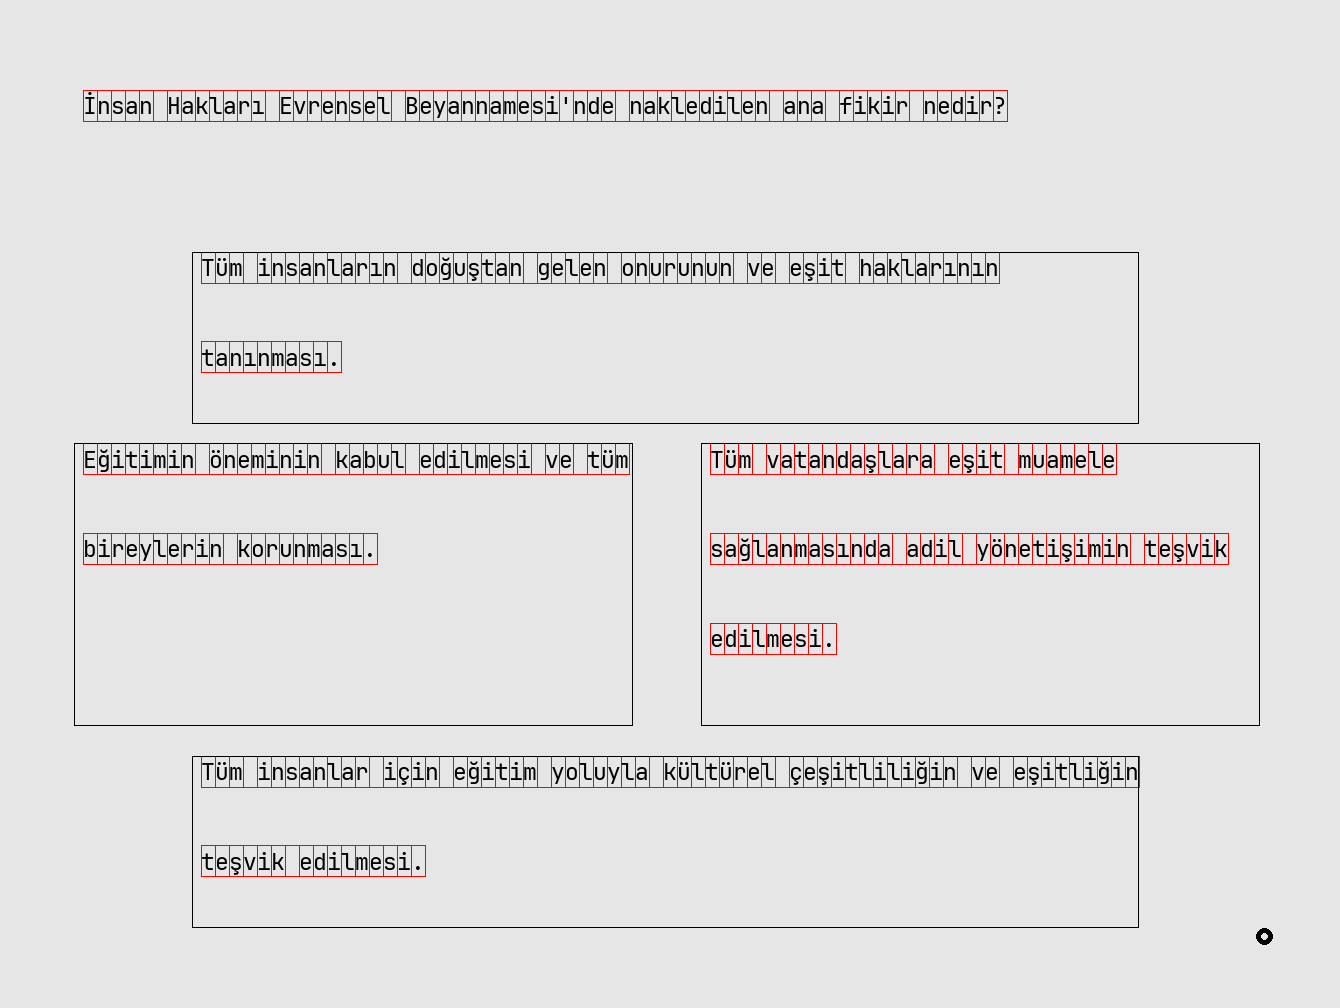 İnsan Hakları Evrensel Beyannamesi'nde nakledilen ana fikir nedir?
Tüm insanların doğuştan gelen onurunun ve eşit haklarının
tanınması.
Eğitimin öneminin kabul edilmesi ve tüm
bireylerin korunması.
Tüm vatandaşlara eşit muamele
sağlanmasında adil yönetişimin teşvik
edilmesi.
Tüm insanlar için eğitim yoluyla kültürel çeşitliliğin ve eşitliğin
teşvik edilmesi.